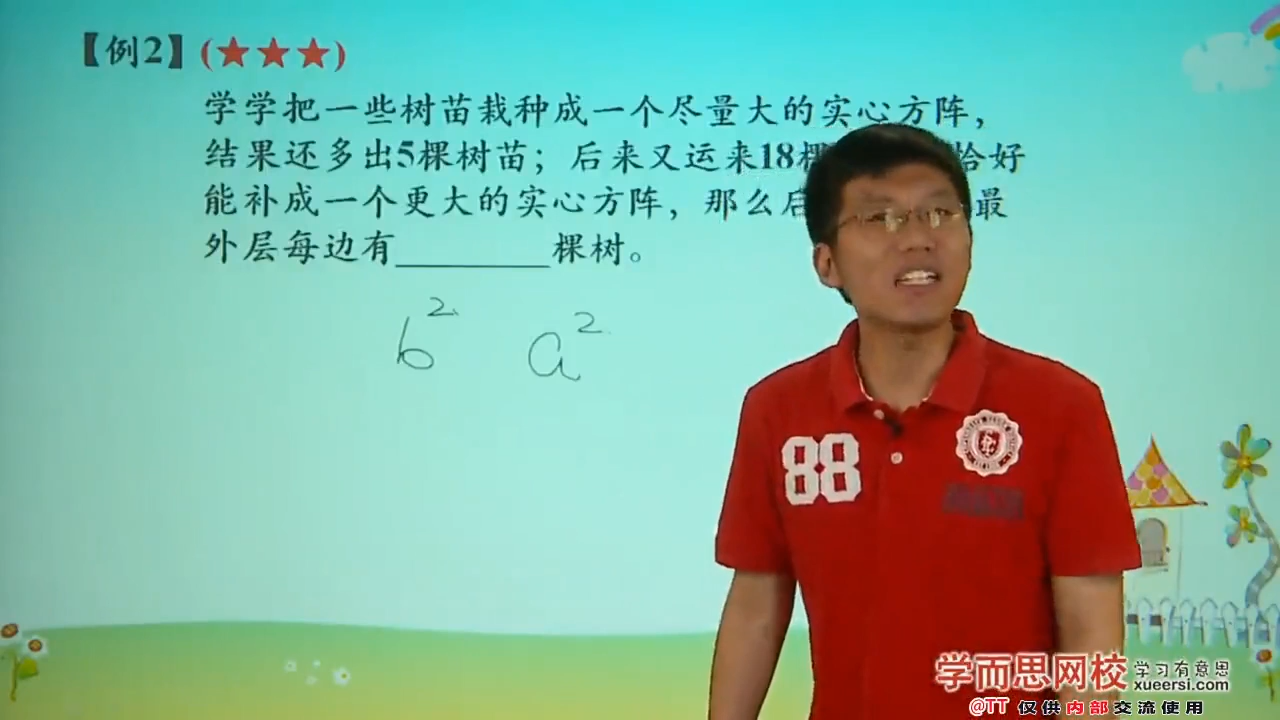 【例2】(★★★)
学学把一些树苗栽种成一个尽量大的实心方阵，
结果还多出5棵树苗；后来又运来18棵 恰好
能补成一个更大的实心方阵，那么后 最
外层每边有________棵树。
b² a²
88
学而思网校 学习有意思
xueersi.com
@TT 仅供内部交流使用